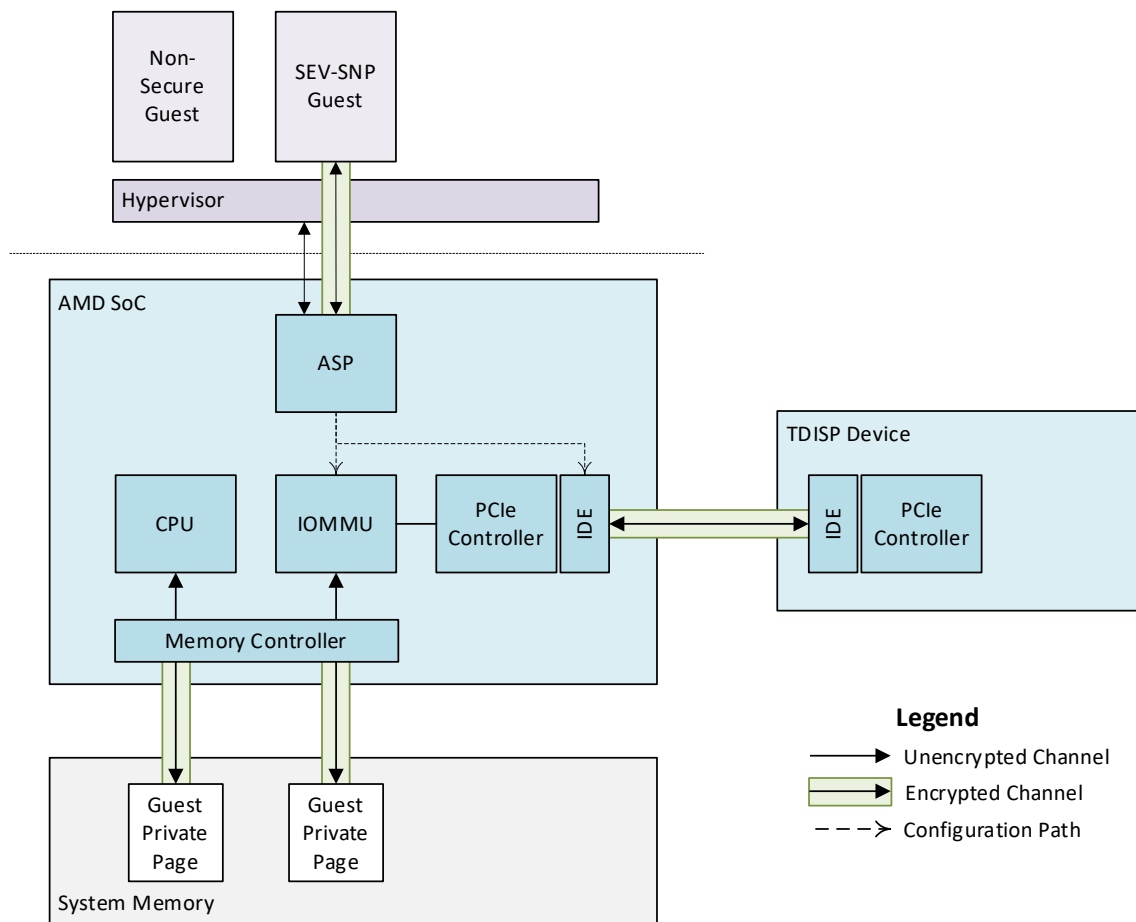 Non-
Secure
Guest
SEV-SNP
Guest
Hypervisor
AMD SoC
ASP
TDISP Device
CPU
IOMMU
PCIe
Controller
IDE
IDE
PCIe
Controller
Memory Controller
Legend
Unencrypted Channel
Encrypted Channel
Configuration Path
Guest
Private
Page
Guest
Private
Page
System Memory